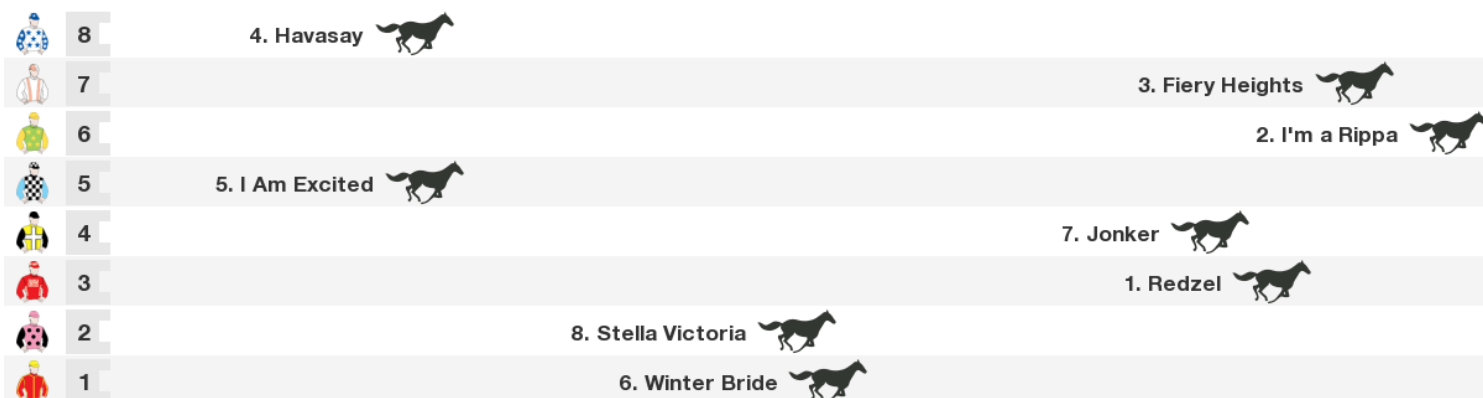 8 4. Havasay
7 3. Fiery Heights
6 2. I'm a Rippa
5 5. I Am Excited
4 7. Jonker
3 1. Redzel
2 8. Stella Victoria
1 6. Winter Bride